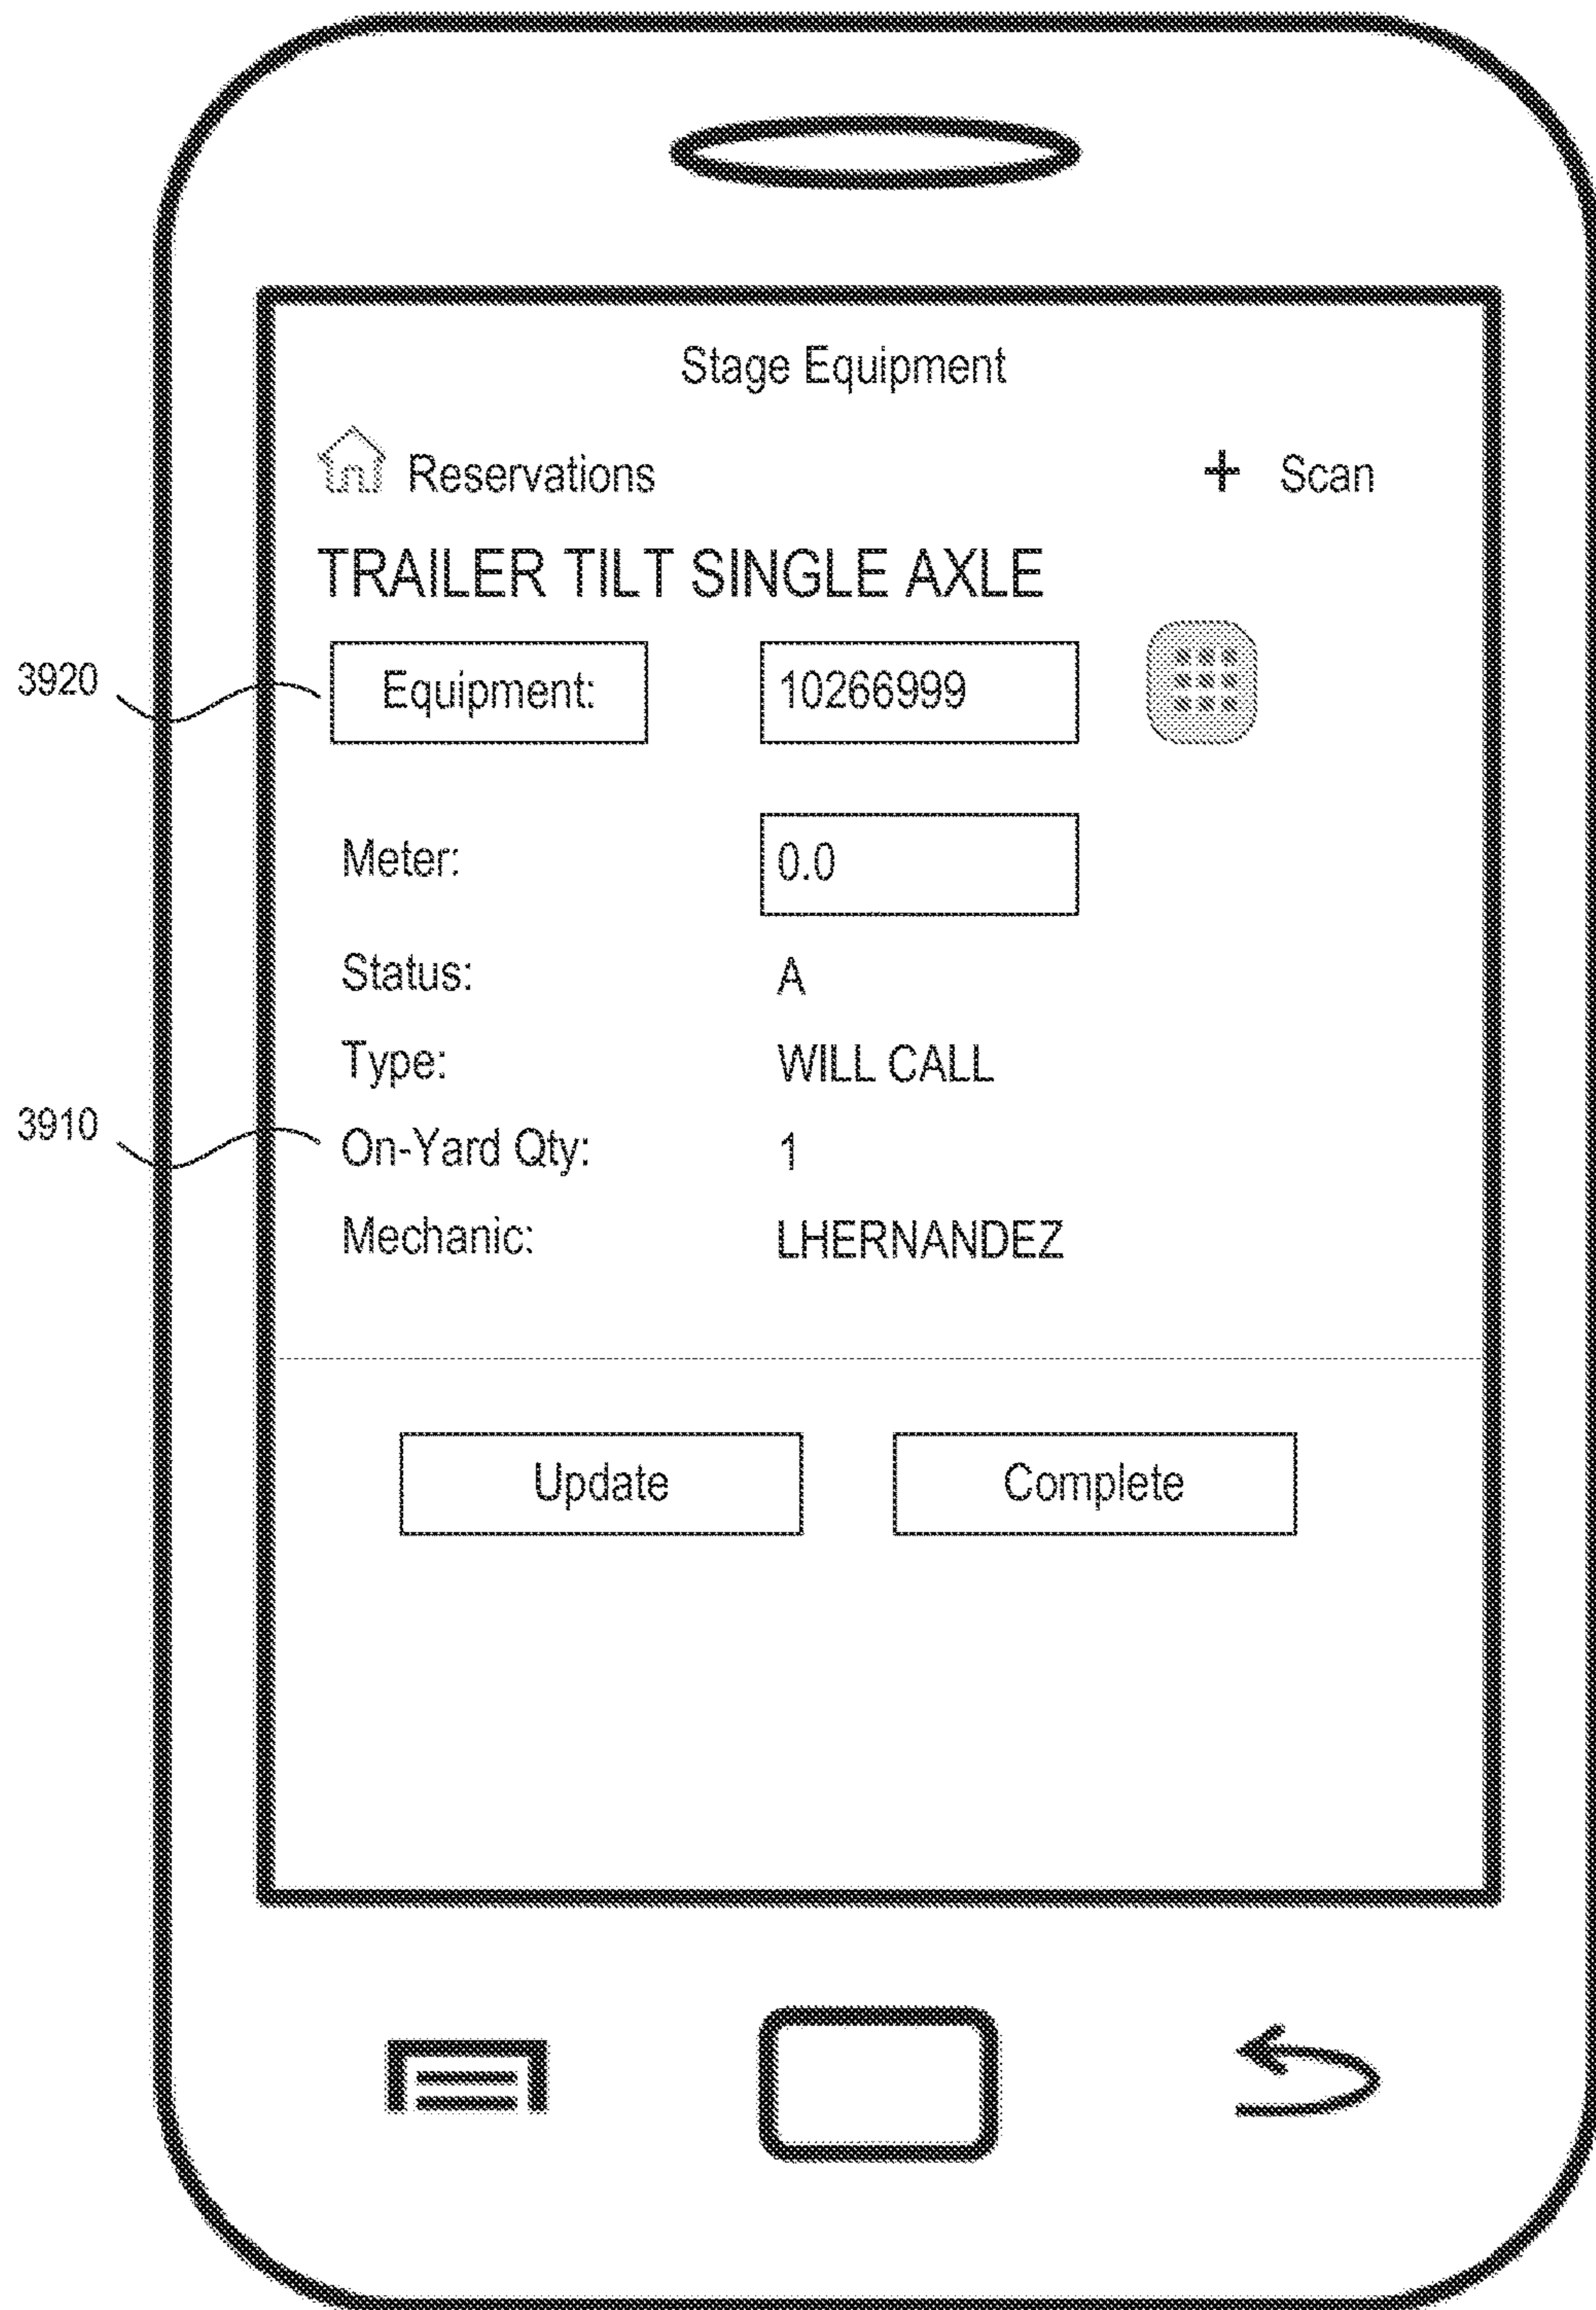 Stage Equipment
Reservations + Scan
TRAILER TILT SINGLE AXLE
3920 Equipment: 10266999
Meter: 0.0
Status: A
Type: WILL CALL
3910 On-Yard Qty: 1
Mechanic: LHERNANDEZ
Update Complete